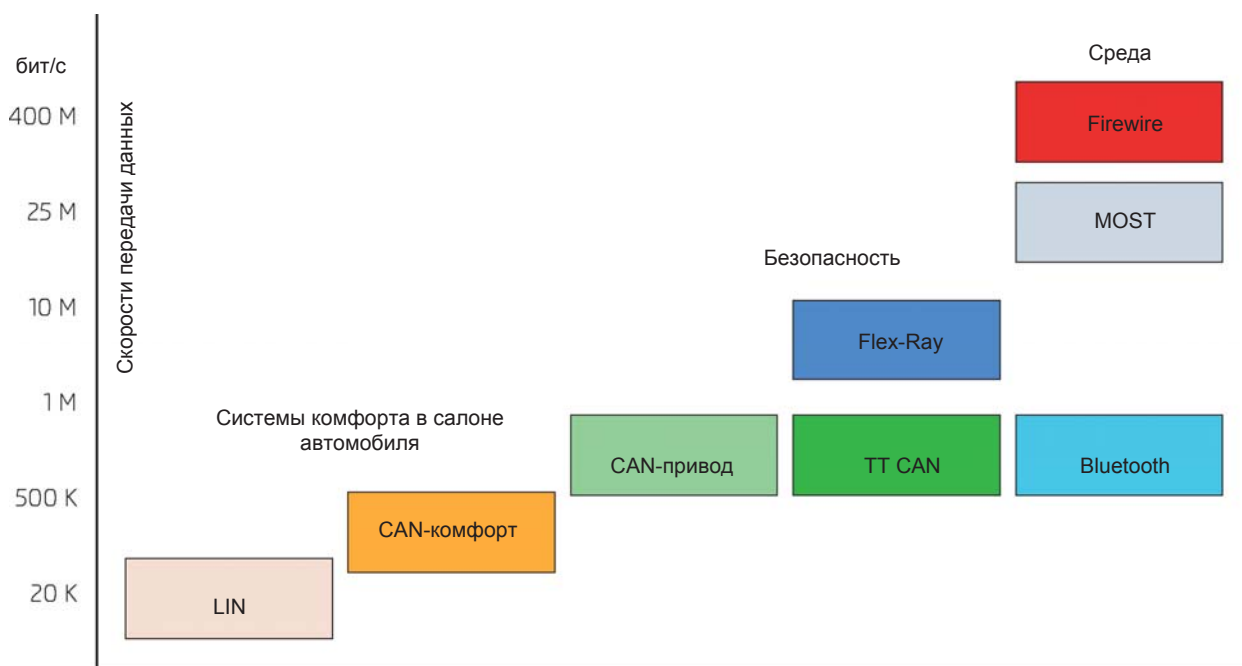 бит/с
Среда
400 M
Firewire
Скорости передачи данных
25 M
MOST
Безопасность
10 M
Flex-Ray
1 M
Системы комфорта в салоне
автомобиля
CAN-привод
TT CAN
Bluetooth
500 K
CAN-комфорт
20 K
LIN